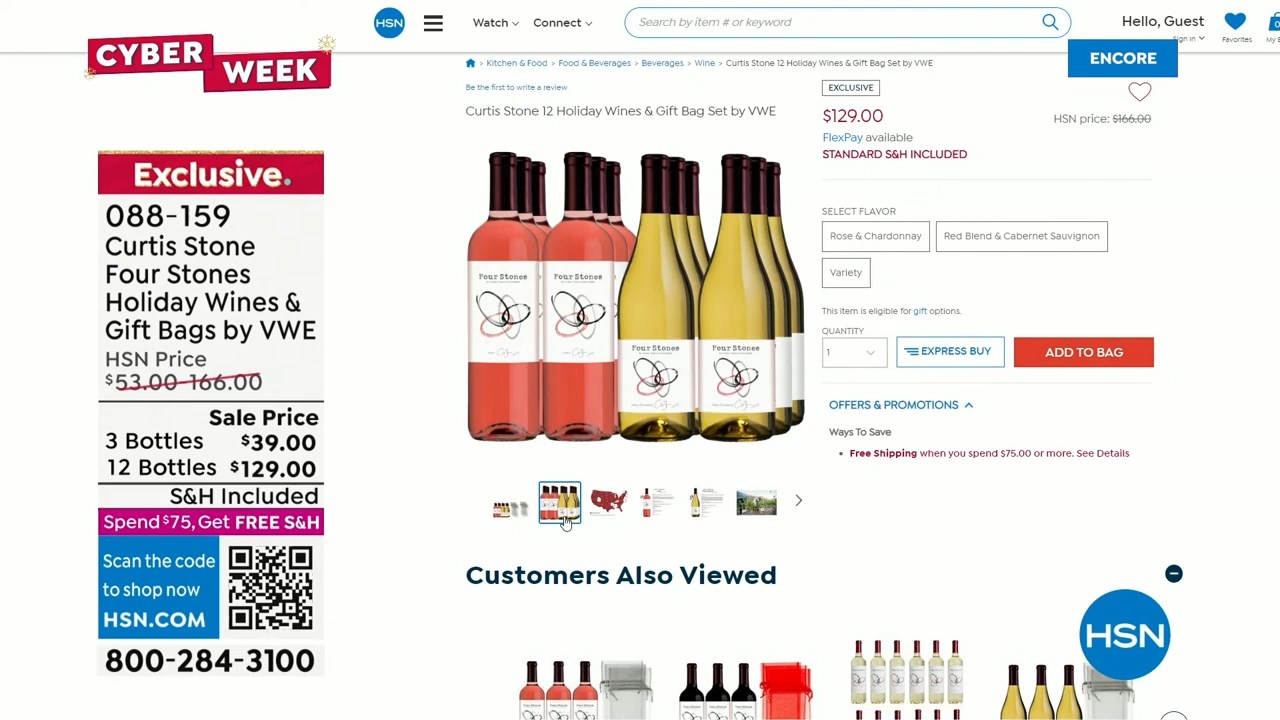 HSN
Watch
Connect
Search by item # or keyword
Hello, Guest
Sign In
Favorites
CYBER
WEEK
ENCORE
> Kitchen & Food > Food & Beverages > Beverages > Wine > Curtis Stone 12 Holiday Wines & Gift Bag Set by VWE
Be the first to write a review
Curtis Stone 12 Holiday Wines & Gift Bag Set by VWE
EXCLUSIVE
$129.00
HSN price: $166.00
FlexPay available
STANDARD S&H INCLUDED
SELECT FLAVOR
Rose & Chardonnay
Red Blend & Cabernet Sauvignon
Variety
This item is eligible for gift options.
QUANTITY
1
EXPRESS BUY
ADD TO BAG
OFFERS & PROMOTIONS
Ways To Save
• Free Shipping when you spend $75.00 or more. See Details
Four Stones
Four Stones
Four Stones
Four Stones
Exclusive.
088-159
Curtis Stone
Four Stones
Holiday Wines &
Gift Bags by VWE
HSN Price
$53.00-166.00
Sale Price
3 Bottles $39.00
12 Bottles $129.00
S&H Included
Spend $75, Get FREE S&H
Scan the code
to shop now
HSN.COM
800-284-3100
Customers Also Viewed
HSN